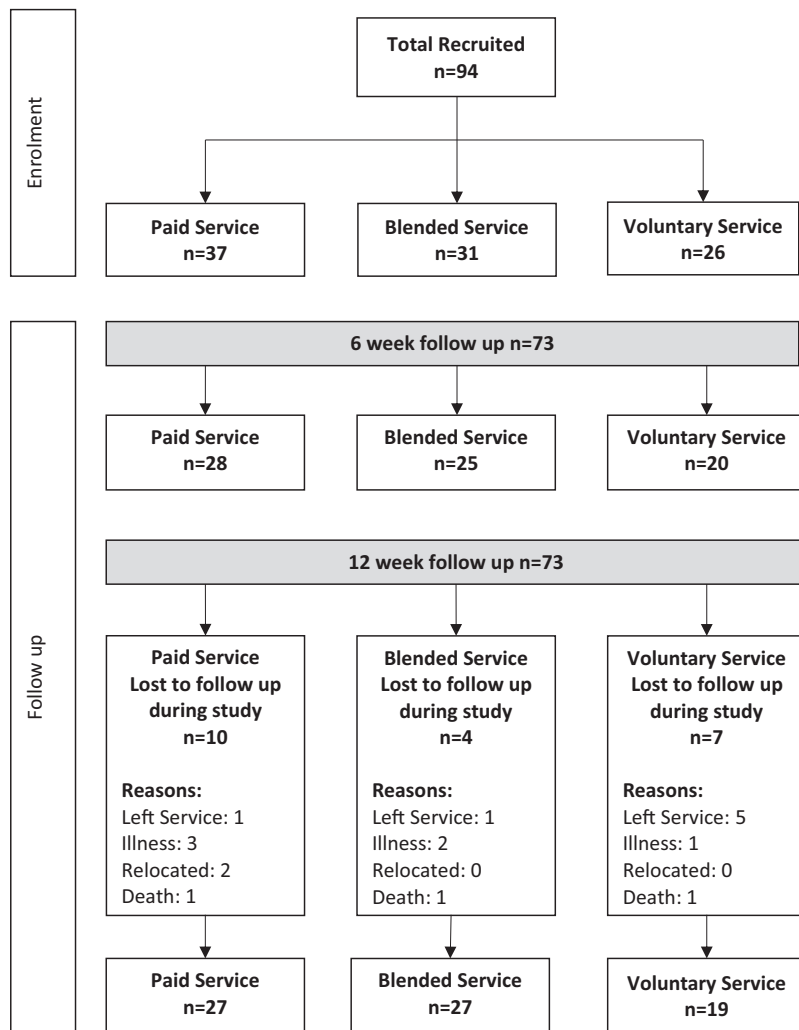 Enrolment
Total Recruited
n=94
Paid Service
n=37
Blended Service
n=31
Voluntary Service
n=26
Follow up
6 week follow up n=73
Paid Service
n=28
Blended Service
n=25
Voluntary Service
n=20
12 week follow up n=73
Paid Service
Lost to follow up
during study
n=10
Reasons:
Left Service: 1
Illness: 3
Relocated: 2
Death: 1
Blended Service
Lost to follow up
during study
n=4
Reasons:
Left Service: 1
Illness: 2
Relocated: 0
Death: 1
Voluntary Service
Lost to follow up
during study
n=7
Reasons:
Left Service: 5
Illness: 1
Relocated: 0
Death: 1
Paid Service
n=27
Blended Service
n=27
Voluntary Service
n=19